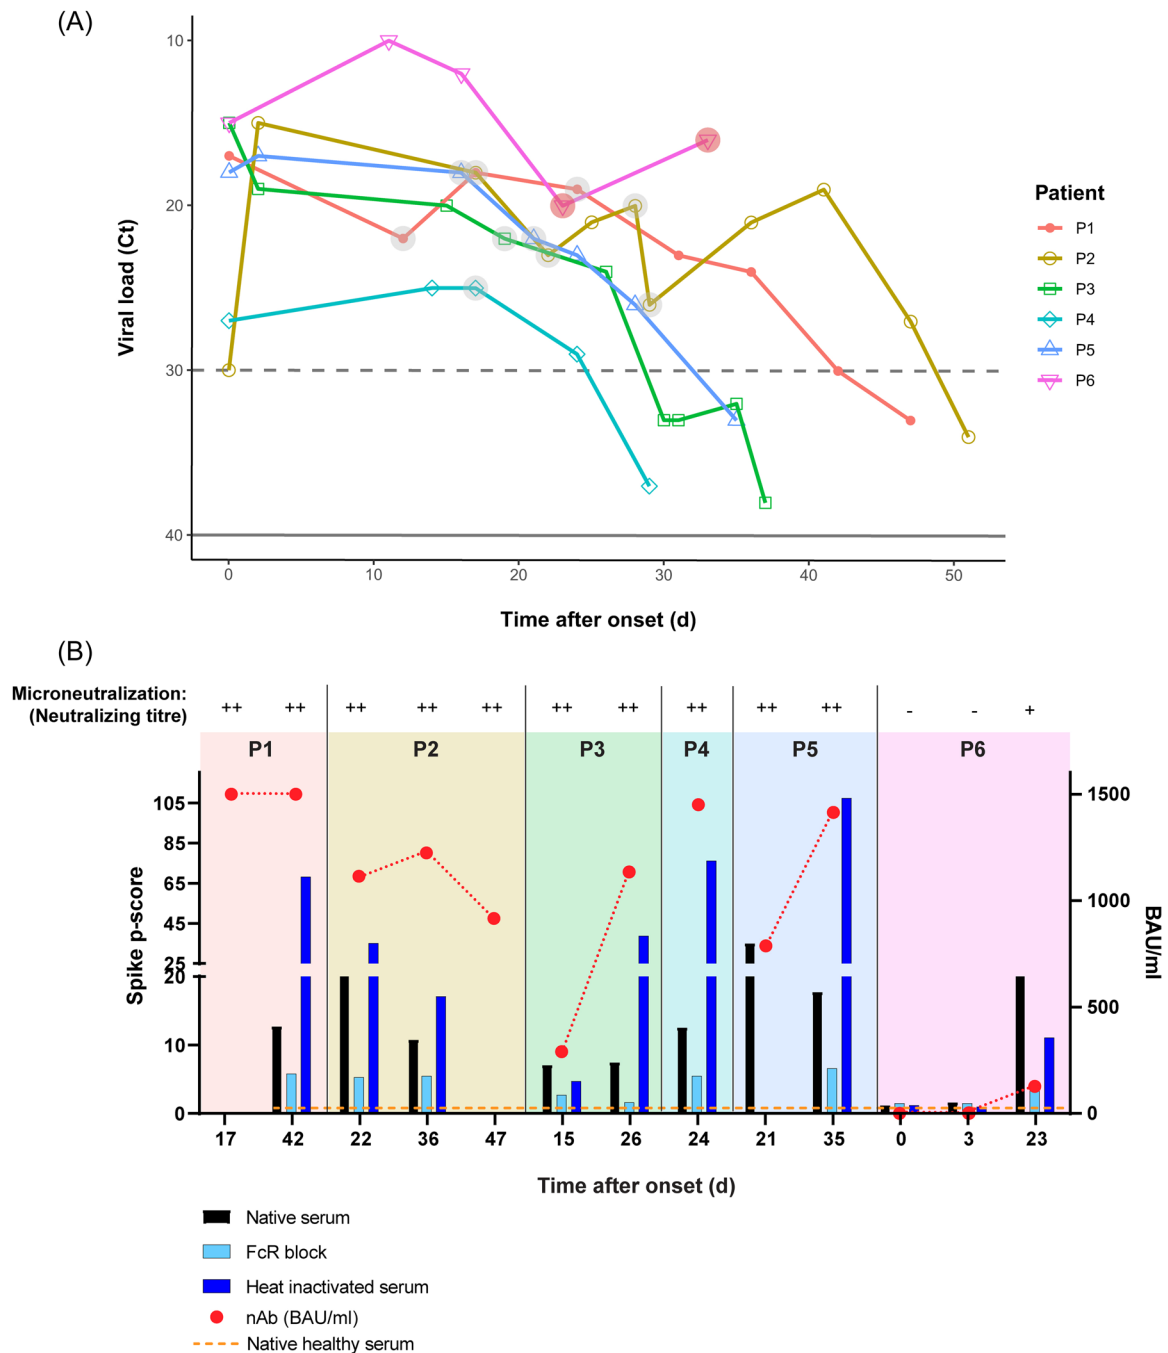 (A)
10
20
30
40
Viral load (Ct)
0 10 20 30 40 50
Time after onset (d)
Patient
P1
P2
P3
P4
P5
P6
(B)
Microneutralization:
(Neutralizing titre)
++ ++ ++ ++ ++ ++ ++ ++ ++ ++ - - +
P1 P2 P3 P4 P5 P6
105
85
65
45
25
20
10
0
Spike p-score
1500
1000
500
0
BAU/ml
17 42 22 36 47 15 26 24 21 35 0 3 23
Time after onset (d)
Native serum
FcR block
Heat inactivated serum
nAb (BAU/ml)
Native healthy serum